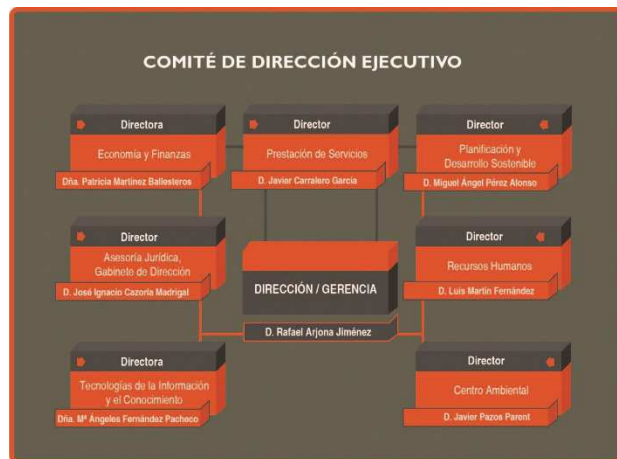 COMITÉ DE DIRECCIÓN EJECUTIVO
Directora
Economía y Finanzas
Dña. Patricia Martínez Ballesteros
Director
Prestación de Servicios
D. Javier Carralero García
Director
Planificación y
Desarrollo Sostenible
D. Miguel Ángel Pérez Alonso
Director
Asesoría Jurídica,
Gabinete de Dirección
D. José Ignacio Cazorla Madrigal
DIRECCIÓN / GERENCIA
D. Rafael Arjona Jiménez
Director
Recursos Humanos
D. Luis Martín Fernández
Directora
Tecnologías de la Información
y el Conocimiento
Dña. Mª Ángeles Fernández Pacheco
Director
Centro Ambiental
D. Javier Pazos Parent